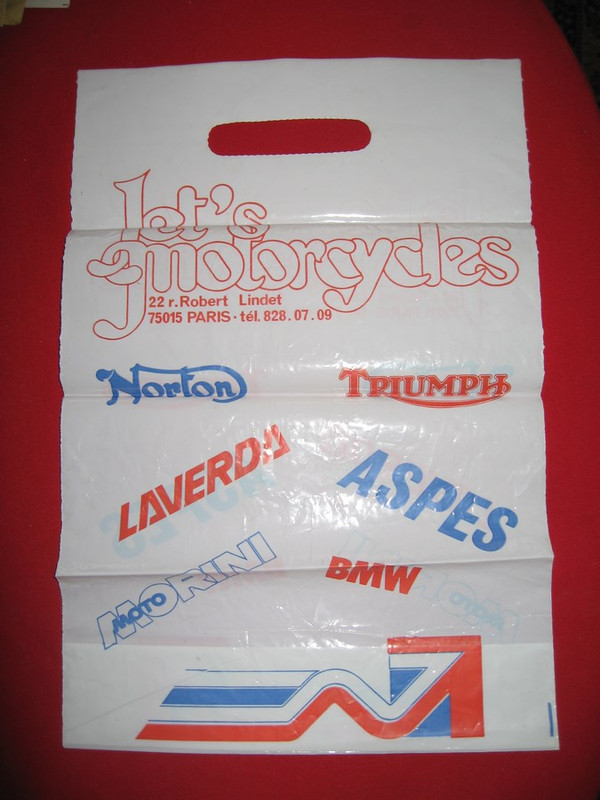 let's
motorcycles
22 r.Robert Lindet
75015 PARIS · tél. 828.07.09
Norton
TRIUMPH
LAVERDA
ASPES
MOTO MORINI
BMW